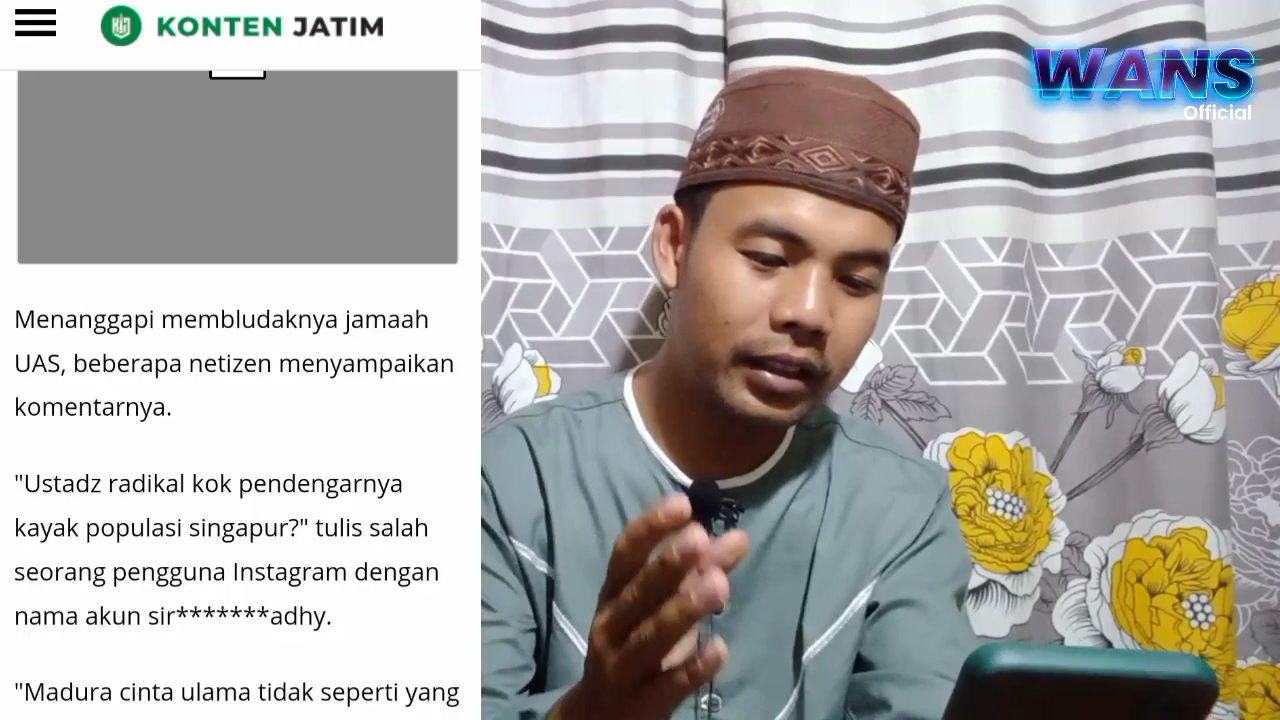 KONTEN JATIM
Menanggapi membludaknya jamaah
UAS, beberapa netizen menyampaikan
komentarnya.
"Ustadz radikal kok pendengarnya
kayak populasi singapur?" tulis salah
seorang pengguna Instagram dengan
nama akun sir*******adhy.
"Madura cinta ulama tidak seperti yang
WANS
Official